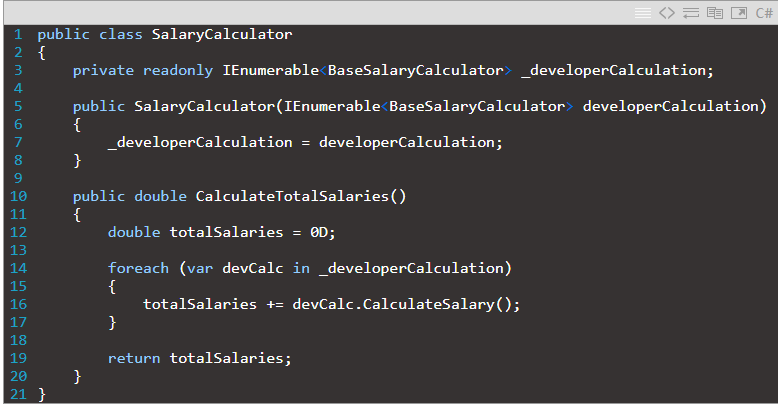 C#
1 public class SalaryCalculator
2 {
3     private readonly IEnumerable<BaseSalaryCalculator> _developerCalculation;
4
5     public SalaryCalculator(IEnumerable<BaseSalaryCalculator> developerCalculation)
6     {
7         _developerCalculation = developerCalculation;
8     }
9
10     public double CalculateTotalSalaries()
11     {
12         double totalSalaries = 0D;
13
14         foreach (var devCalc in _developerCalculation)
15         {
16             totalSalaries += devCalc.CalculateSalary();
17         }
18
19         return totalSalaries;
20     }
21 }